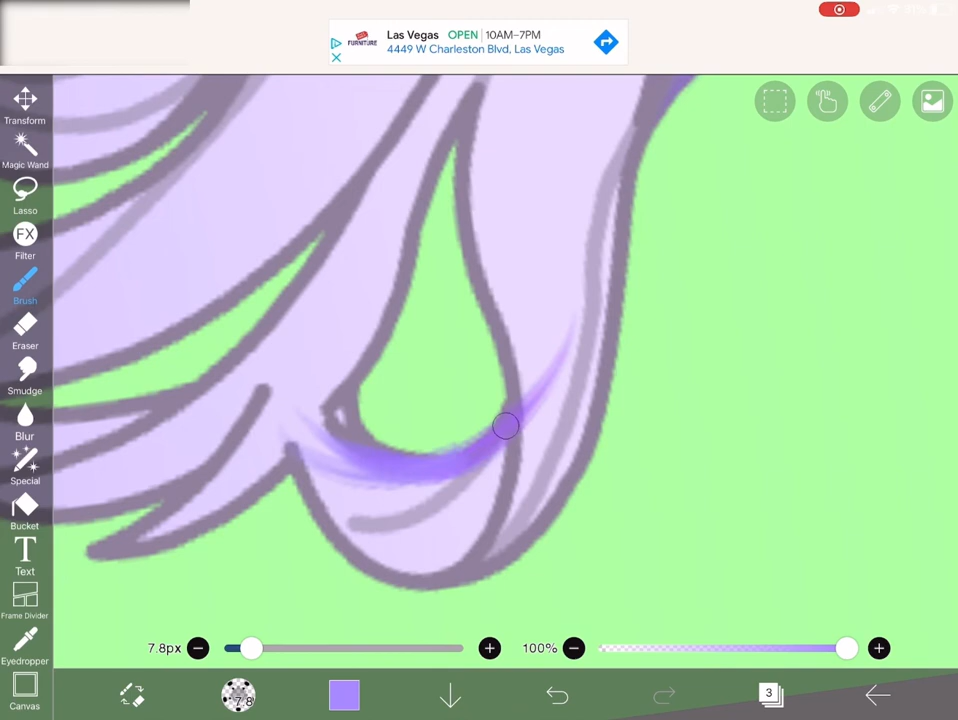 Las Vegas OPEN 10AM–7PM
FURNITURE
4449 W Charleston Blvd, Las Vegas
Transform
Magic Wand
Lasso
FX
Filter
Brush
Eraser
Smudge
Blur
Special
Bucket
T
Text
Frame Divider
Eyedropper
Canvas
7.8px
100%
7.8
3